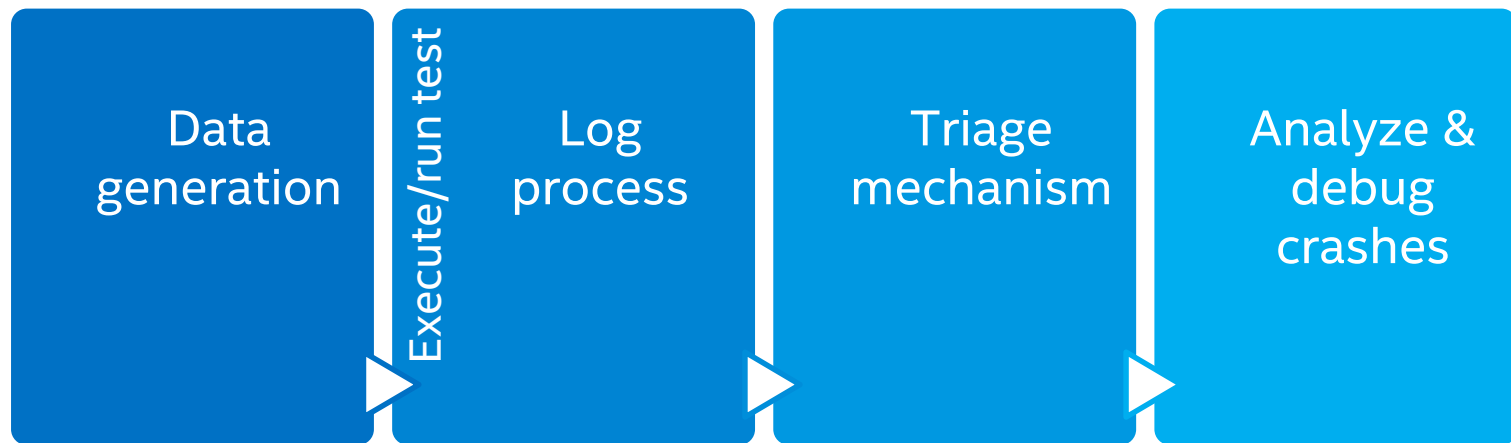 Data
generation
Execute/run test
Log
process
Triage
mechanism
Analyze &
debug
crashes